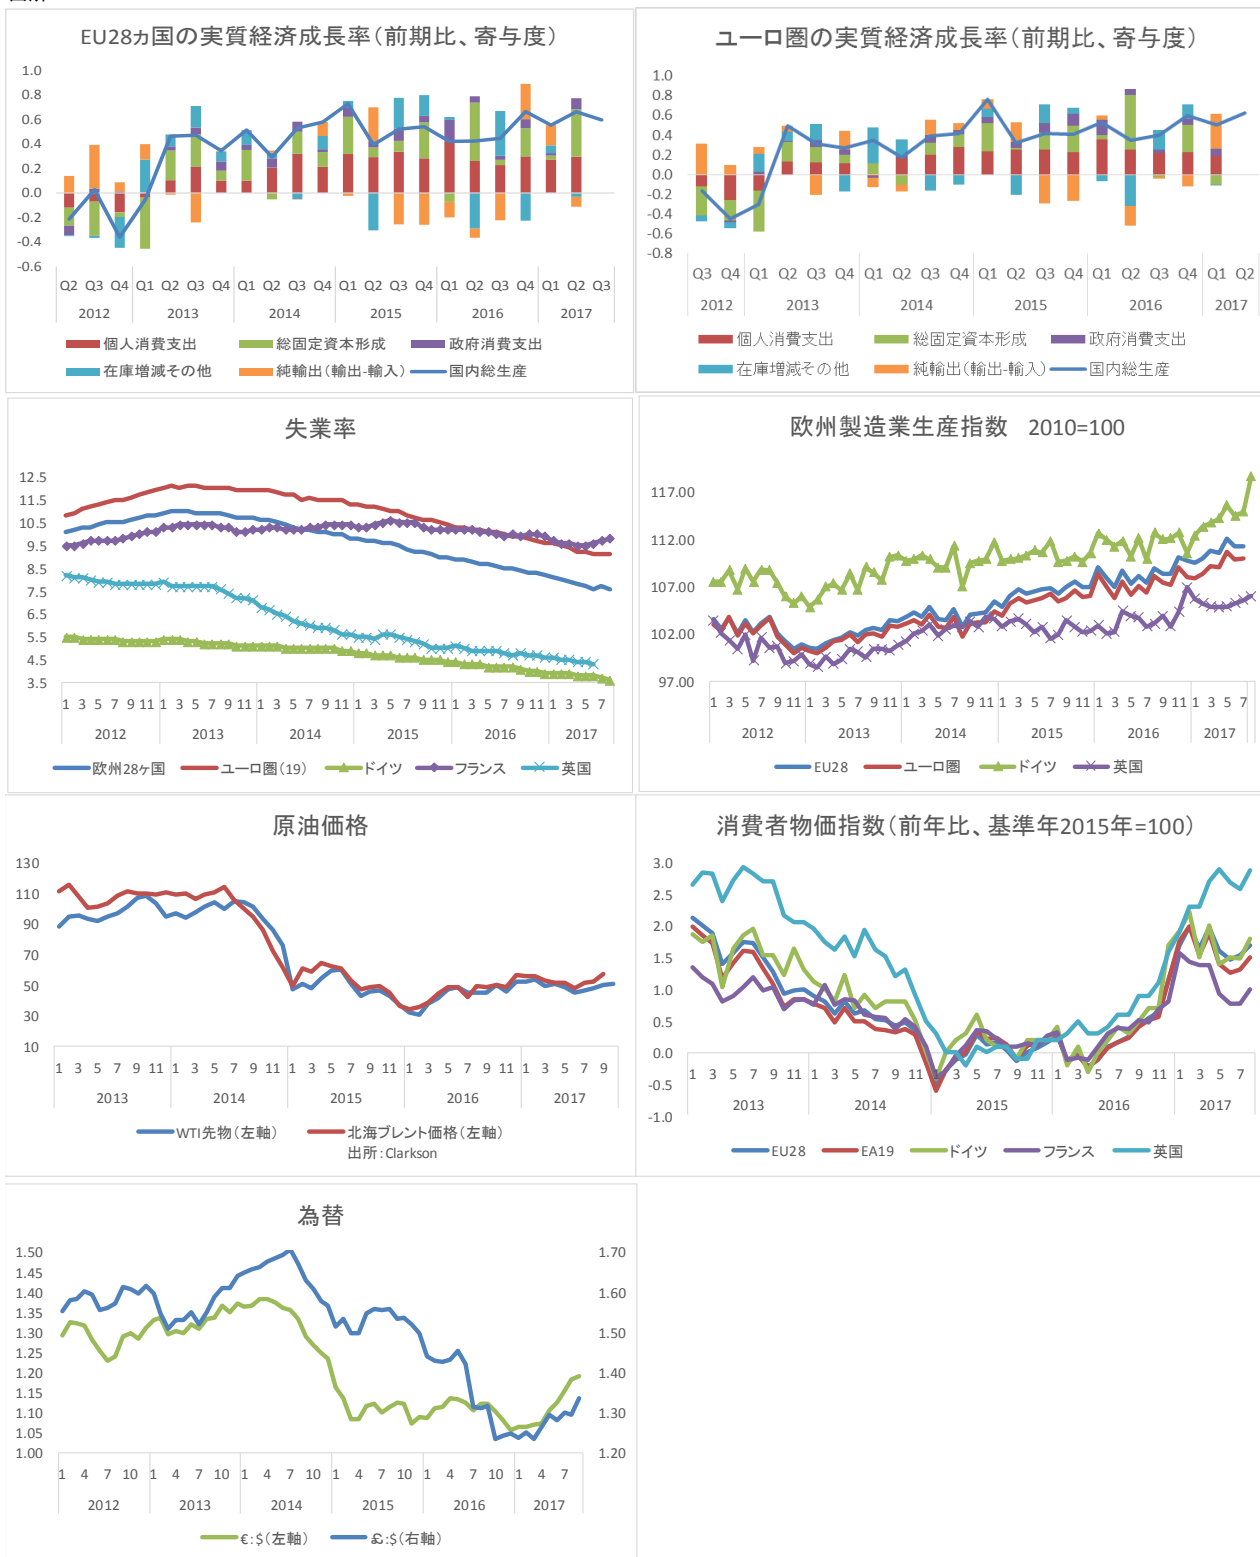 EU28ヵ国の実質経済成長率(前期比、寄与度)
1.0
0.8
0.6
0.4
0.2
0.0
-0.2
-0.4
-0.6
Q2 Q3 Q4 Q1 Q2 Q3 Q4 Q1 Q2 Q3 Q4 Q1 Q2 Q3 Q4 Q1 Q2 Q3 Q4 Q1 Q2 Q3
2012 2013 2014 2015 2016 2017
個人消費支出 総固定資本形成 政府消費支出
在庫増減その他 純輸出(輸出-輸入) 国内総生産
ユーロ圏の実質経済成長率(前期比、寄与度)
1.0
0.8
0.6
0.4
0.2
0.0
-0.2
-0.4
-0.6
-0.8
Q3 Q4 Q1 Q2 Q3 Q4 Q1 Q2 Q3 Q4 Q1 Q2 Q3 Q4 Q1 Q2 Q3 Q4 Q1 Q2
2012 2013 2014 2015 2016 2017
個人消費支出 総固定資本形成 政府消費支出
在庫増減その他 純輸出(輸出-輸入) 国内総生産
失業率
12.5
11.5
10.5
9.5
8.5
7.5
6.5
5.5
4.5
3.5
1 3 5 7 9 11 1 3 5 7 9 11 1 3 5 7 9 11 1 3 5 7 9 11 1 3 5 7 9 11 1 3 5 7
2012 2013 2014 2015 2016 2017
欧州28ヶ国 ユーロ圏(19) ドイツ フランス 英国
欧州製造業生産指数 2010=100
117.00
112.00
107.00
102.00
97.00
1 3 5 7 9 11 1 3 5 7 9 11 1 3 5 7 9 11 1 3 5 7 9 11 1 3 5 7 9 11 1 3 5 7
2012 2013 2014 2015 2016 2017
EU28 ユーロ圏 ドイツ 英国
原油価格
130
110
90
70
50
30
10
1 3 5 7 9 11 1 3 5 7 9 11 1 3 5 7 9 11 1 3 5 7 9 11 1 3 5 7 9
2013 2014 2015 2016 2017
WTI先物(左軸) 北海ブレント価格(左軸)
出所:Clarkson
消費者物価指数(前年比、基準年2015年=100)
3.0
2.5
2.0
1.5
1.0
0.5
0.0
-0.5
-1.0
1 3 5 7 9 11 1 3 5 7 9 11 1 3 5 7 9 11 1 3 5 7 9 11 1 3 5 7
2013 2014 2015 2016 2017
EU28 EA19 ドイツ フランス 英国
為替
1.50 1.70
1.45
1.40 1.60
1.35
1.30 1.50
1.25
1.20 1.40
1.15
1.10 1.30
1.05
1.00 1.20
1 4 7 10 1 4 7 10 1 4 7 10 1 4 7 10 1 4 7 10 1 4 7
2012 2013 2014 2015 2016 2017
€:$(左軸) £:$(右軸)